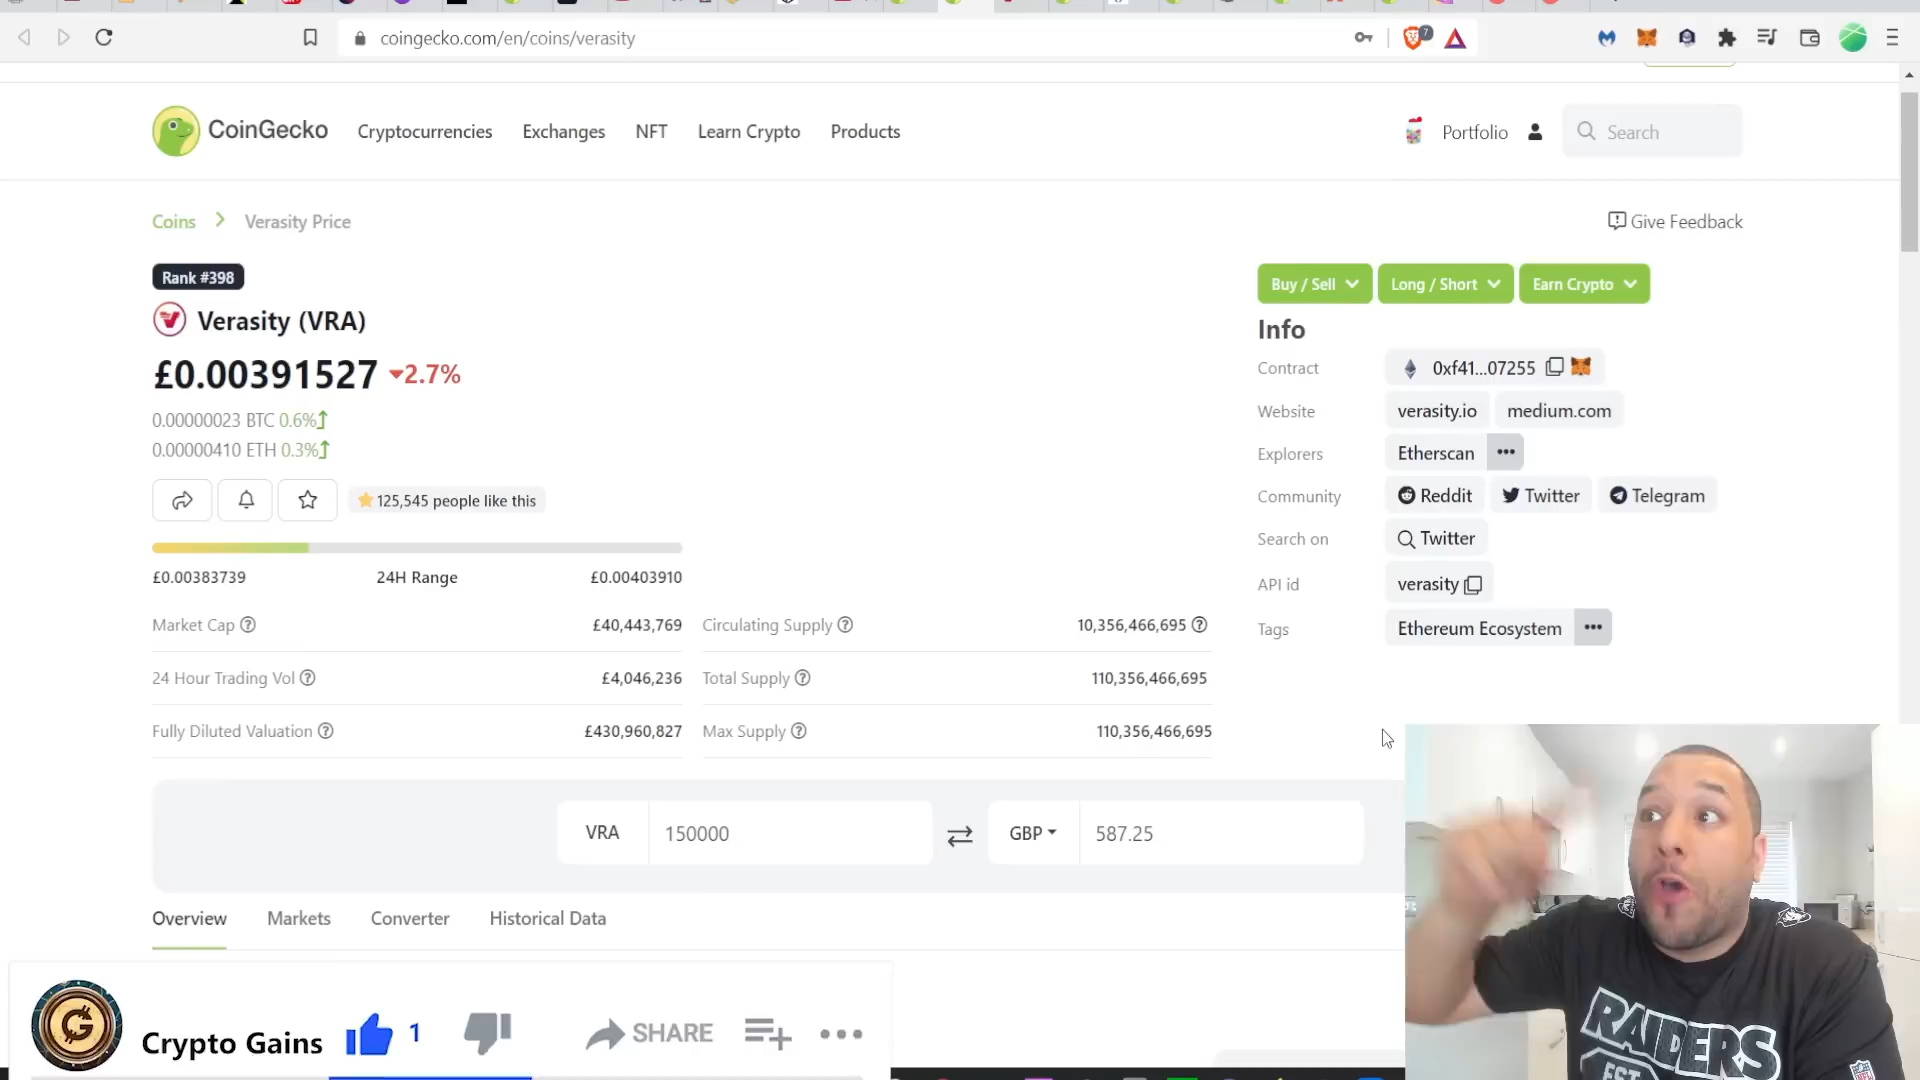 coingecko.com/en/coins/verasity
7
CoinGecko
Cryptocurrencies
Exchanges
NFT
Learn Crypto
Products
Portfolio
Search
Coins
Verasity Price
Give Feedback
Rank #398
Verasity (VRA)
£0.00391527
2.7%
0.00000023 BTC 0.6%
0.00000410 ETH 0.3%
125,545 people like this
£0.00383739
24H Range
£0.00403910
Market Cap
£40,443,769
Circulating Supply
10,356,466,695
24 Hour Trading Vol
£4,046,236
Total Supply
110,356,466,695
Fully Diluted Valuation
£430,960,827
Max Supply
110,356,466,695
Buy / Sell
Long / Short
Earn Crypto
Info
Contract
0xf41...07255
Website
verasity.io
medium.com
Explorers
Etherscan
Community
Reddit
Twitter
Telegram
Search on
Twitter
API id
verasity
Tags
Ethereum Ecosystem
VRA
150000
GBP
587.25
Overview
Markets
Converter
Historical Data
Crypto Gains
1
SHARE
RAIDERS
EST
NFL